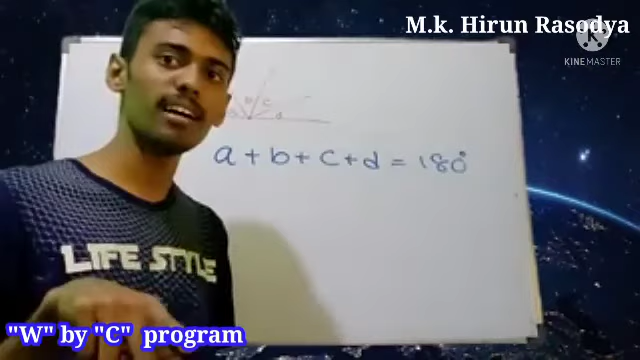 M.k. Hirun Rasodya
KINEMASTER
b c d
a + b + c + d = 180°
LIFE STYLE
"W" by "C" program